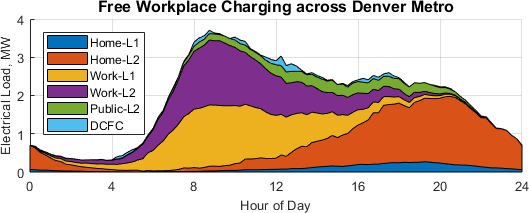 Free Workplace Charging across Denver Metro
Electrical Load, MW
4
3
2
1
0
Home-L1
Home-L2
Work-L1
Work-L2
Public-L2
DCFC
0 4 8 12 16 20 24
Hour of Day